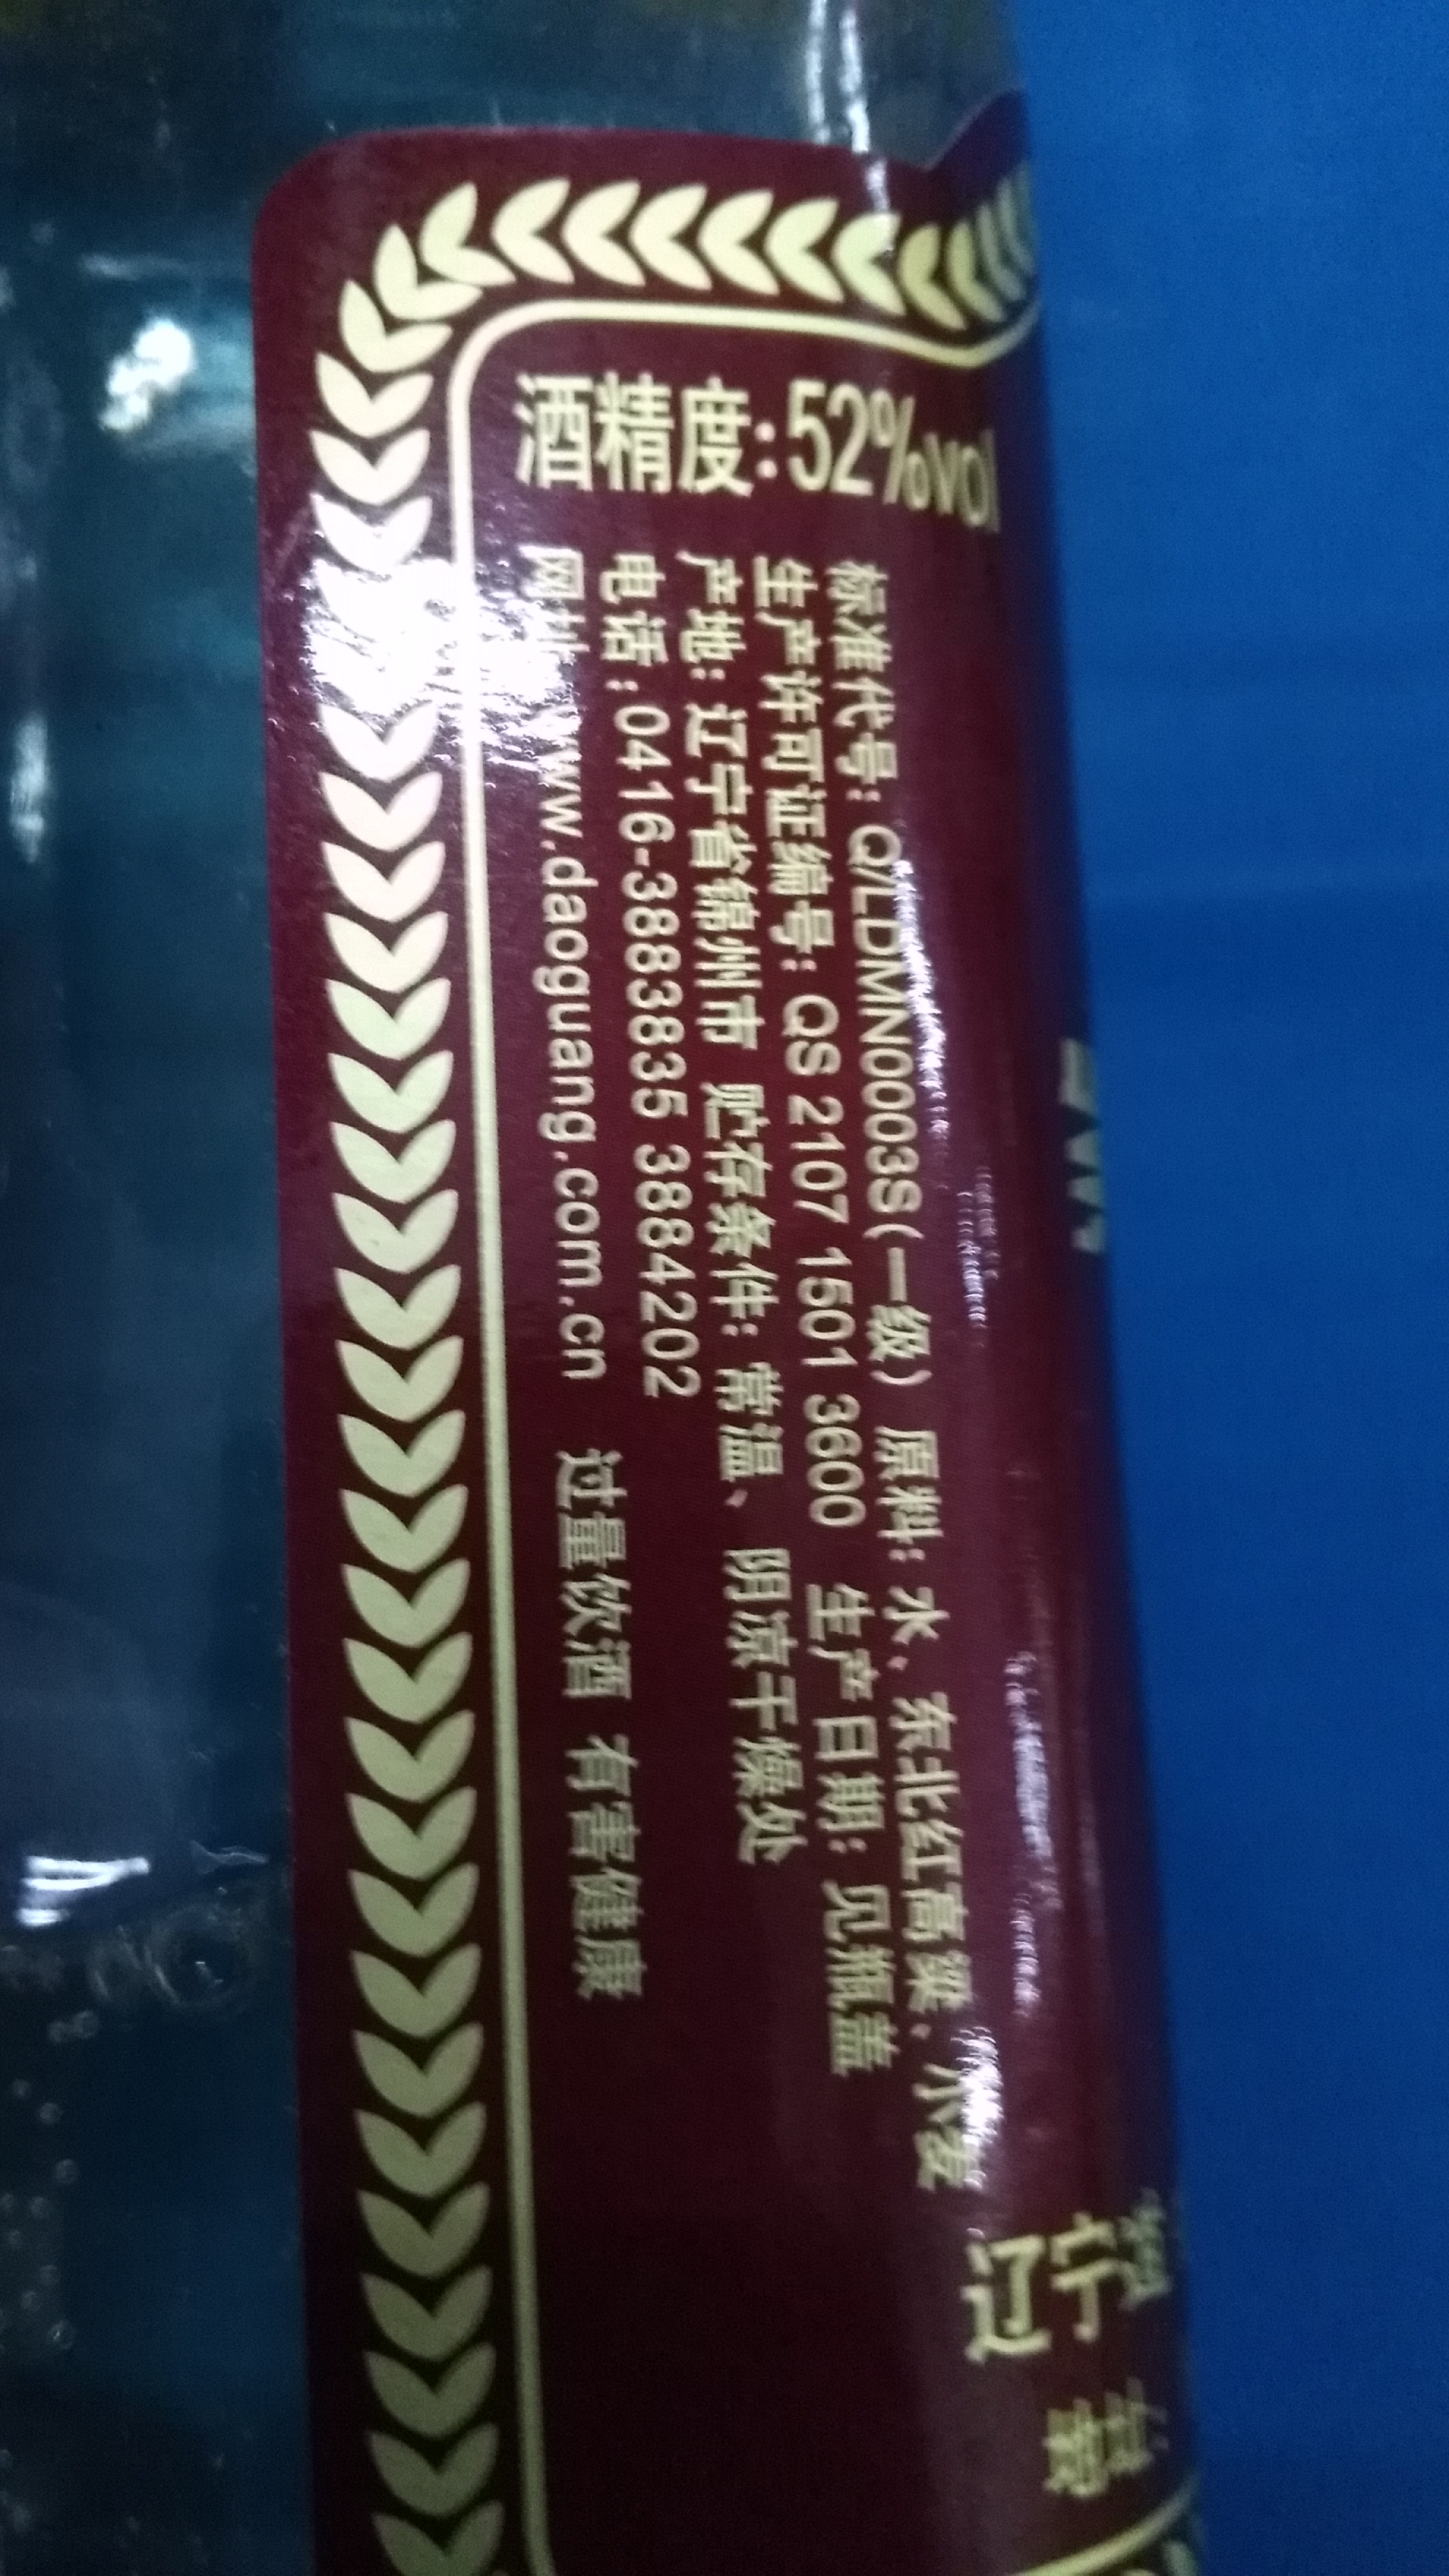 酒精度:52%vol
标准代号: Q/LDMN0003S(一级) 原料: 水、东北红高粱、小麦
生产许可证编号: QS 2107 1501 3600 生产日期: 见瓶盖
产地: 辽宁省锦州市 贮存条件: 常温、阴凉干燥处
电话:0416-3883835 3884202
网址:www.daoguang.com.cn 过量饮酒 有害健康
辽